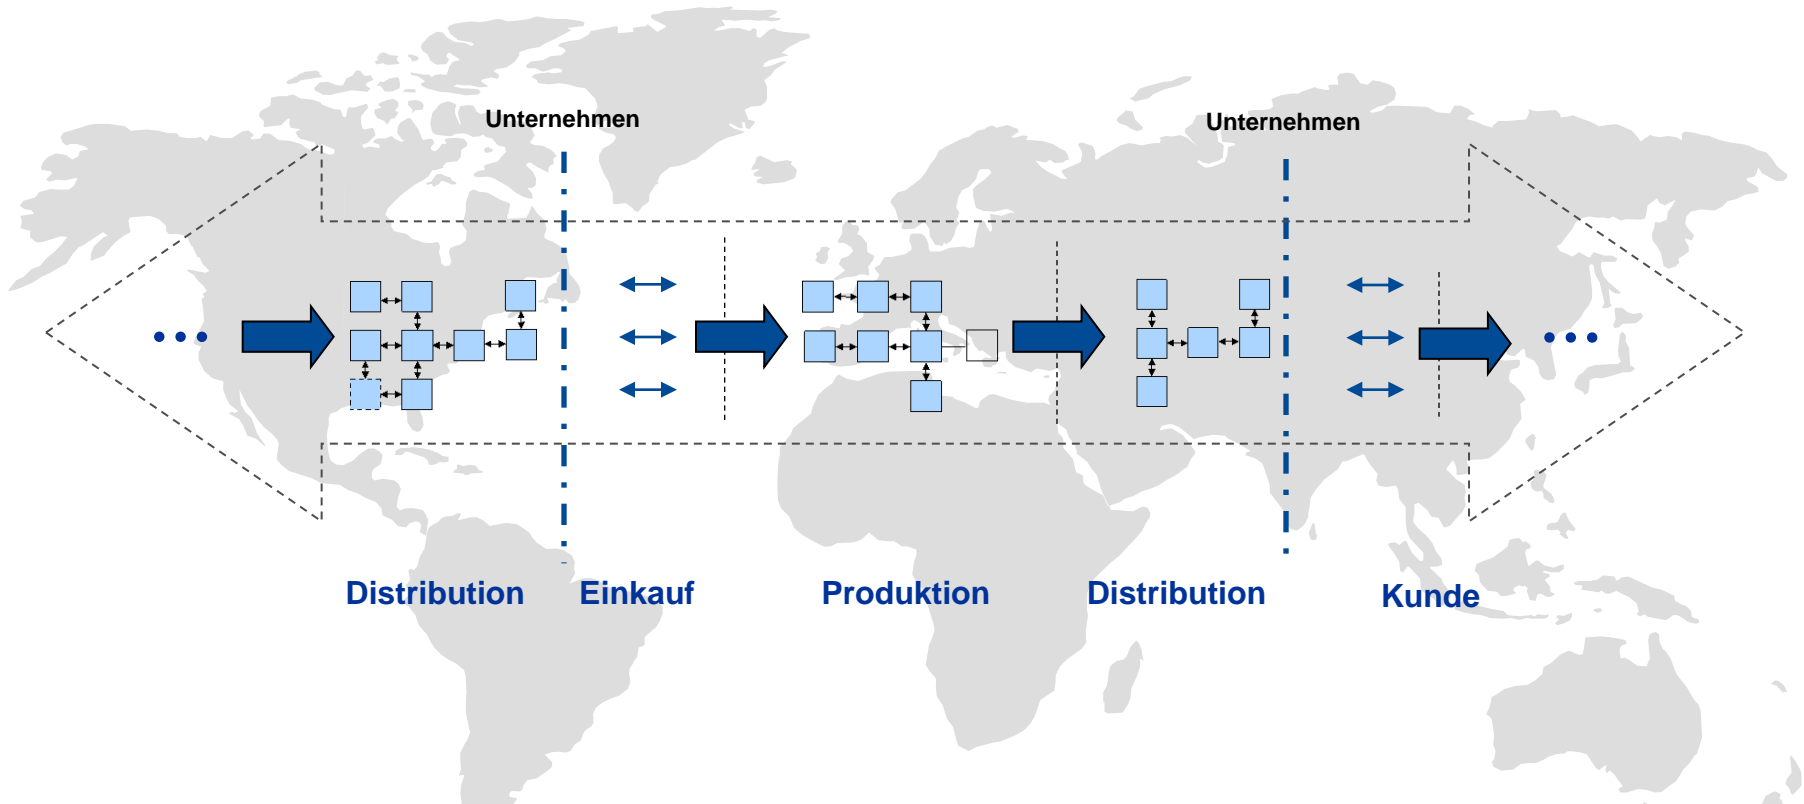 Unternehmen
Unternehmen
Distribution
Einkauf
Produktion
Distribution
Kunde